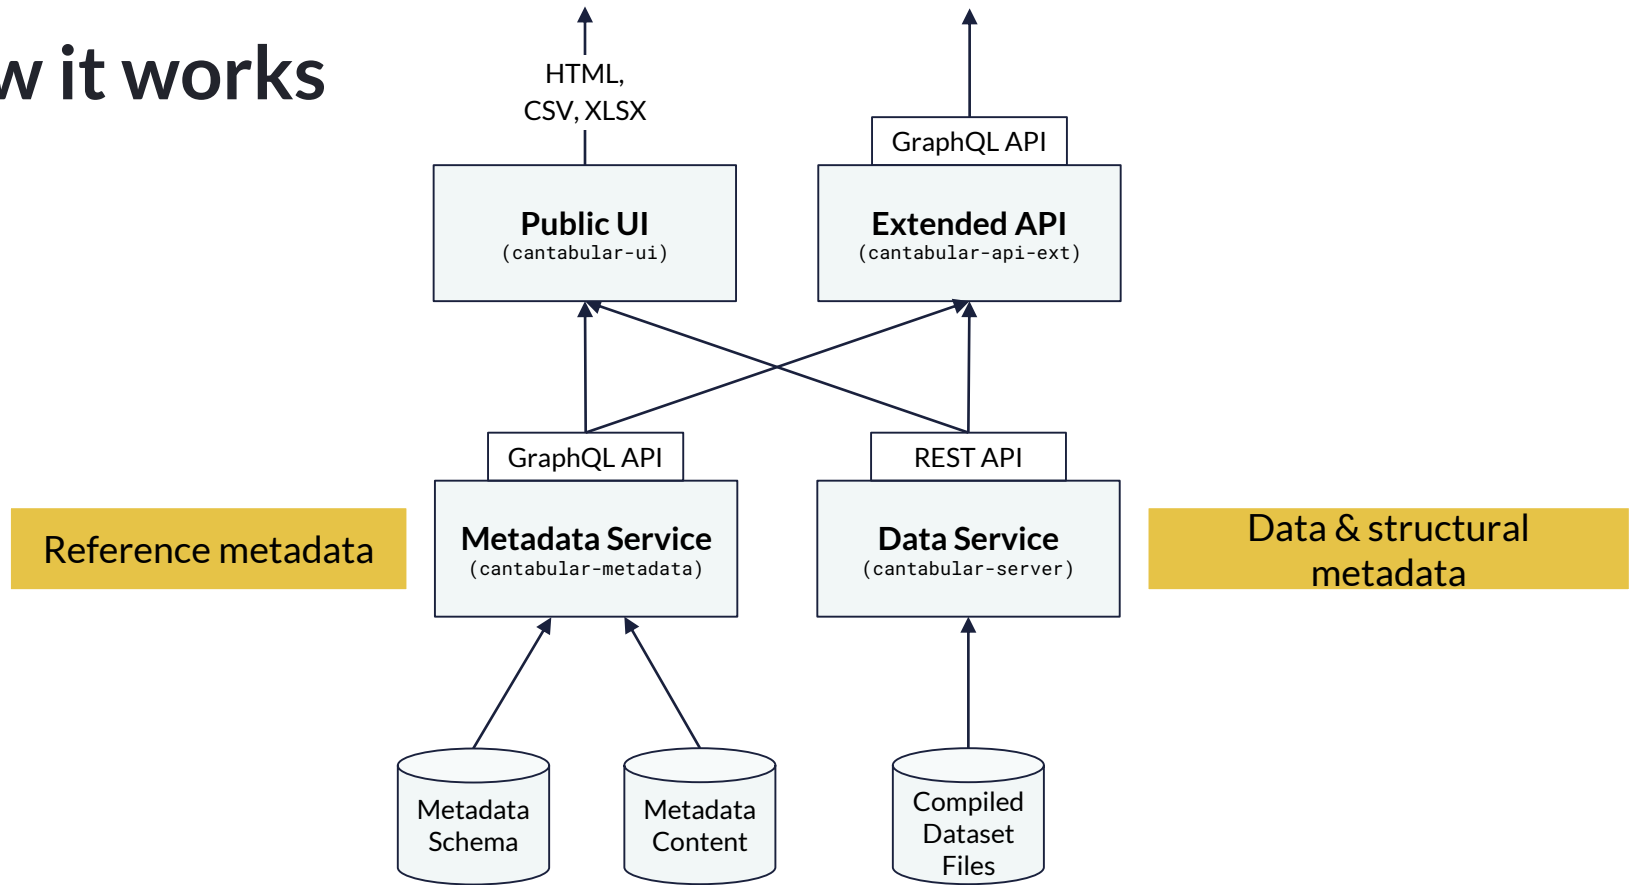 w it works
HTML,
CSV, XLSX
GraphQL API
Public UI
(cantabular-ui)
Extended API
(cantabular-api-ext)
GraphQL API
REST API
Reference metadata
Metadata Service
(cantabular-metadata)
Data Service
(cantabular-server)
Data & structural
metadata
Metadata
Schema
Metadata
Content
Compiled
Dataset
Files